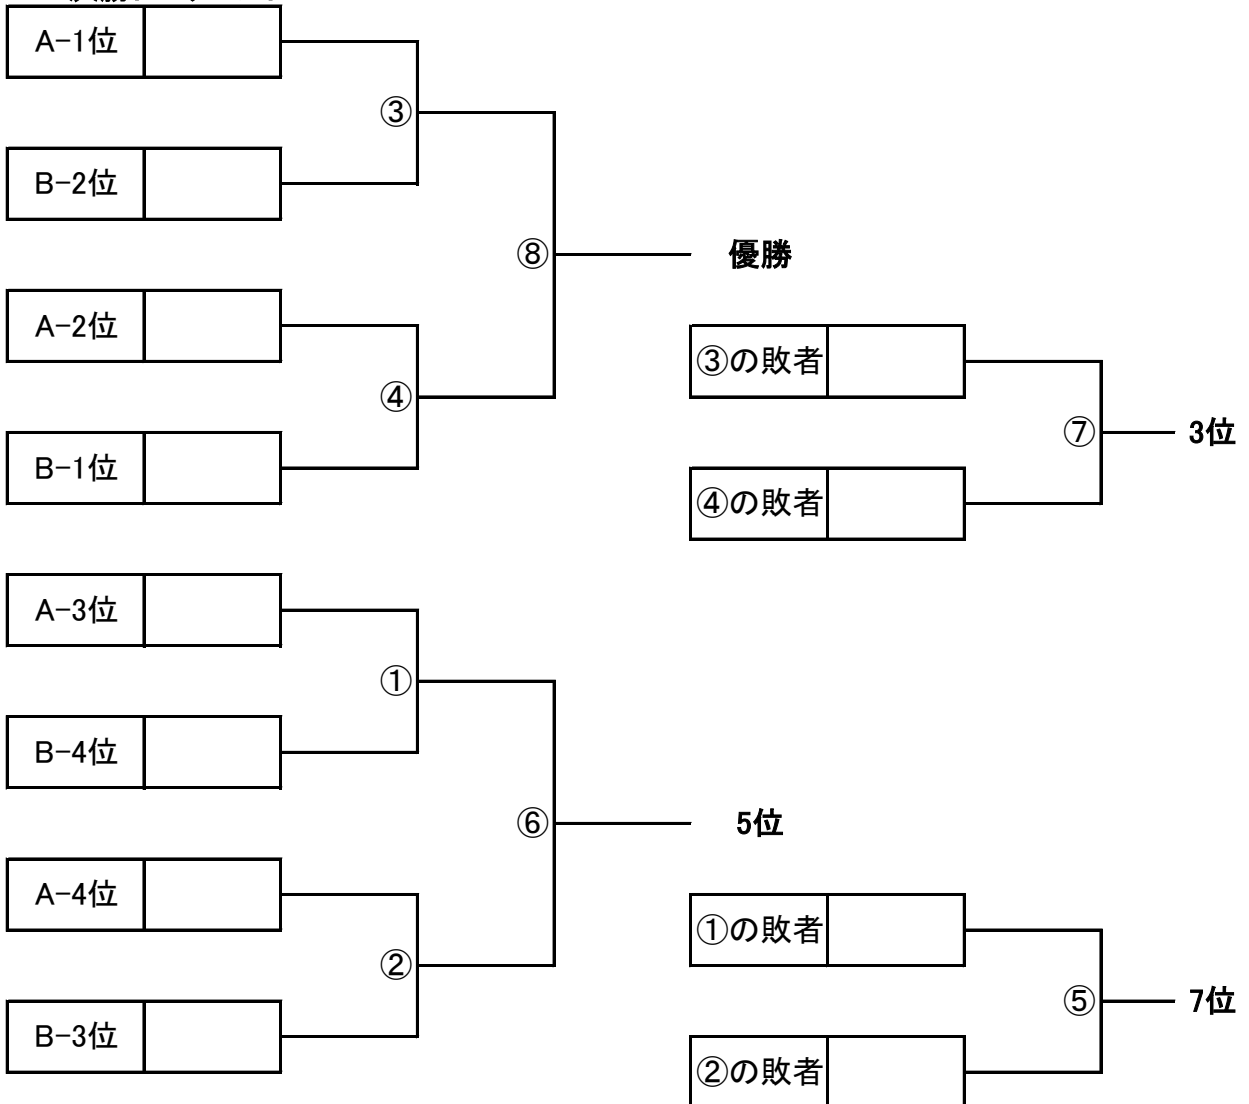 A-1位
③
B-2位
⑧ 優勝
A-2位
③の敗者
④
⑦ 3位
B-1位
④の敗者
A-3位
①
B-4位
⑥ 5位
A-4位
①の敗者
②
⑤ 7位
B-3位
②の敗者